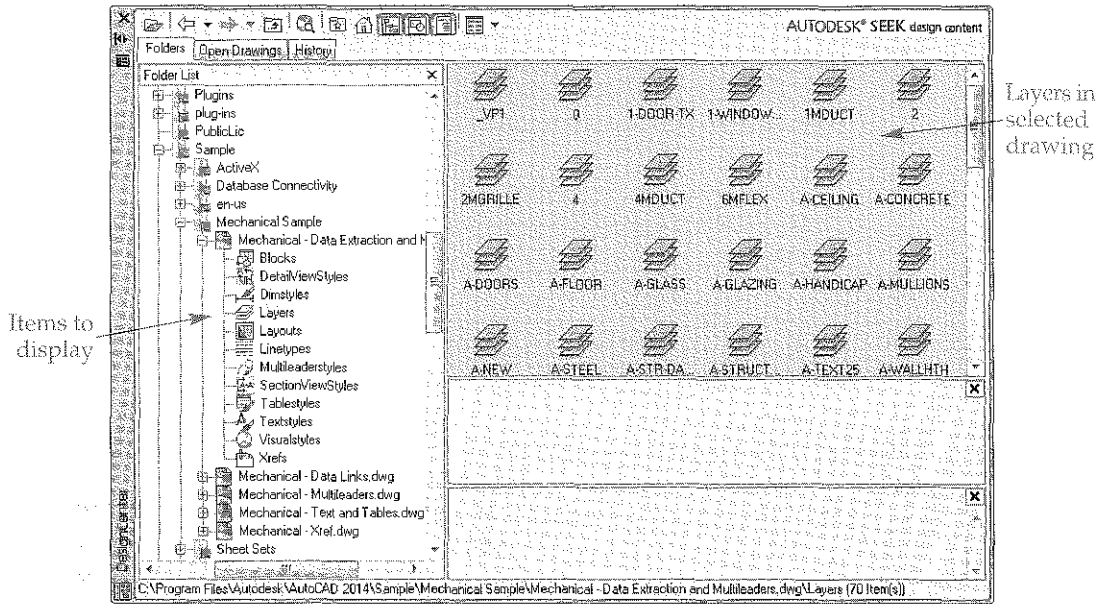 AUTODESK® SEEK design content
Folders Open Drawings History
Folder List
Plugins
plug-ins
PublicLic
Sample
ActiveX
Database Connectivity
en-us
Mechanical Sample
Mechanical - Data Extraction and M
Blocks
DetailViewStyles
Dimstyles
Layers
Layouts
Linetypes
Multileaderstyles
SectionViewStyles
Tablestyles
Textstyles
Visualstyles
Xrefs
Mechanical - Data Links.dwg
Mechanical - Multileaders.dwg
Mechanical - Text and Tables.dwg
Mechanical - Xref.dwg
Sheet Sets
_VP1 0 1-DOOR-TX 1-WINDOW... 1MDUCT 2
2MGRILLE 4 4MDUCT 6MFLEX A-CEILING A-CONCRETE
A-DOORS A-FLOOR A-GLASS A-GLAZING A-HANDICAP A-MULLIONS
A-NEW A-STEEL A-STR-DA... A-STRUCT... A-TEXT25 A-WALLHTH
Items to
display
Layers in
selected
drawing
DesignCenter
C:\Program Files\Autodesk\AutoCAD 2014\Sample\Mechanical Sample\Mechanical - Data Extraction and Multileaders.dwg\Layers (70 Item(s))